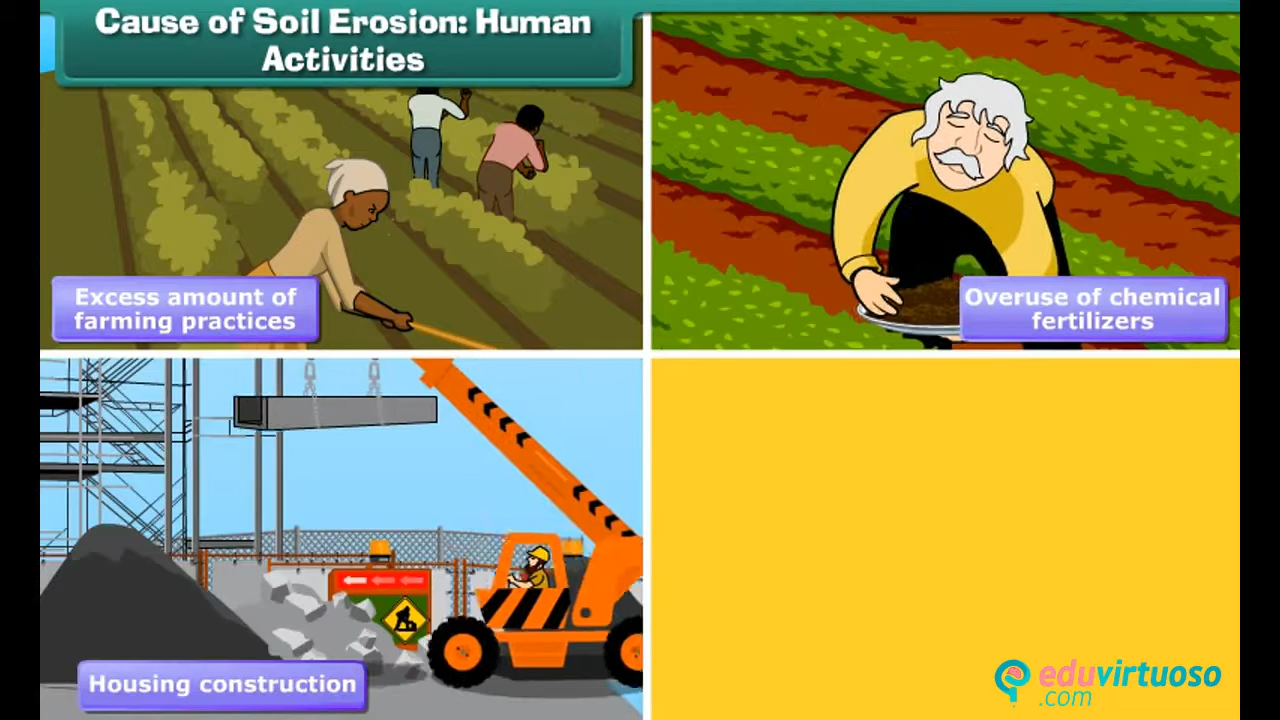 Cause of Soil Erosion: Human
Activities
Excess amount of
farming practices
Overuse of chemical
fertilizers
Housing construction
eduvirtuoso
.com